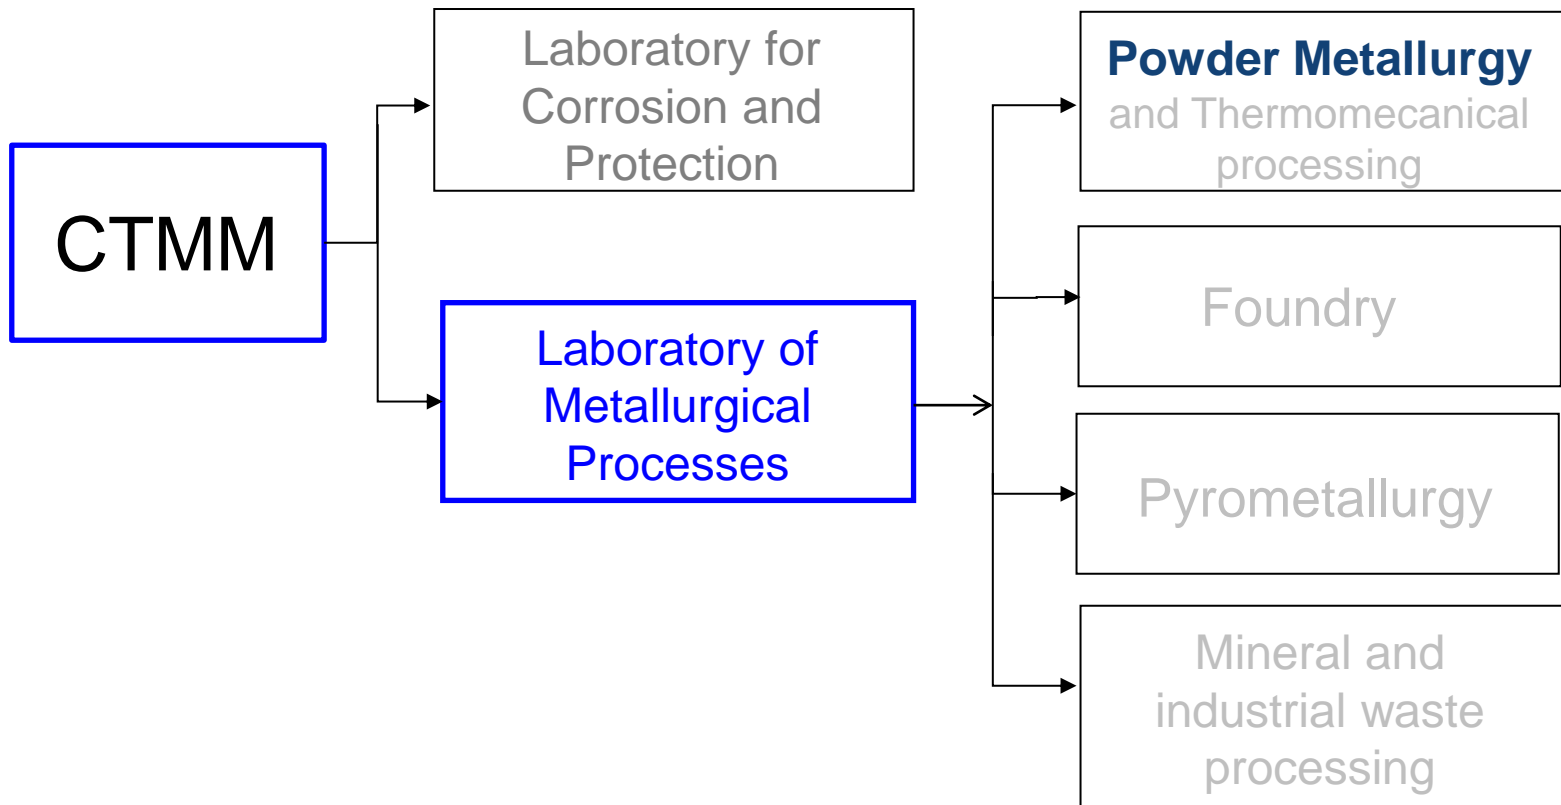 CTMM
Laboratory for
Corrosion and
Protection
Laboratory of
Metallurgical
Processes
Powder Metallurgy
and Thermomecanical
processing
Foundry
Pyrometallurgy
Mineral and
industrial waste
processing